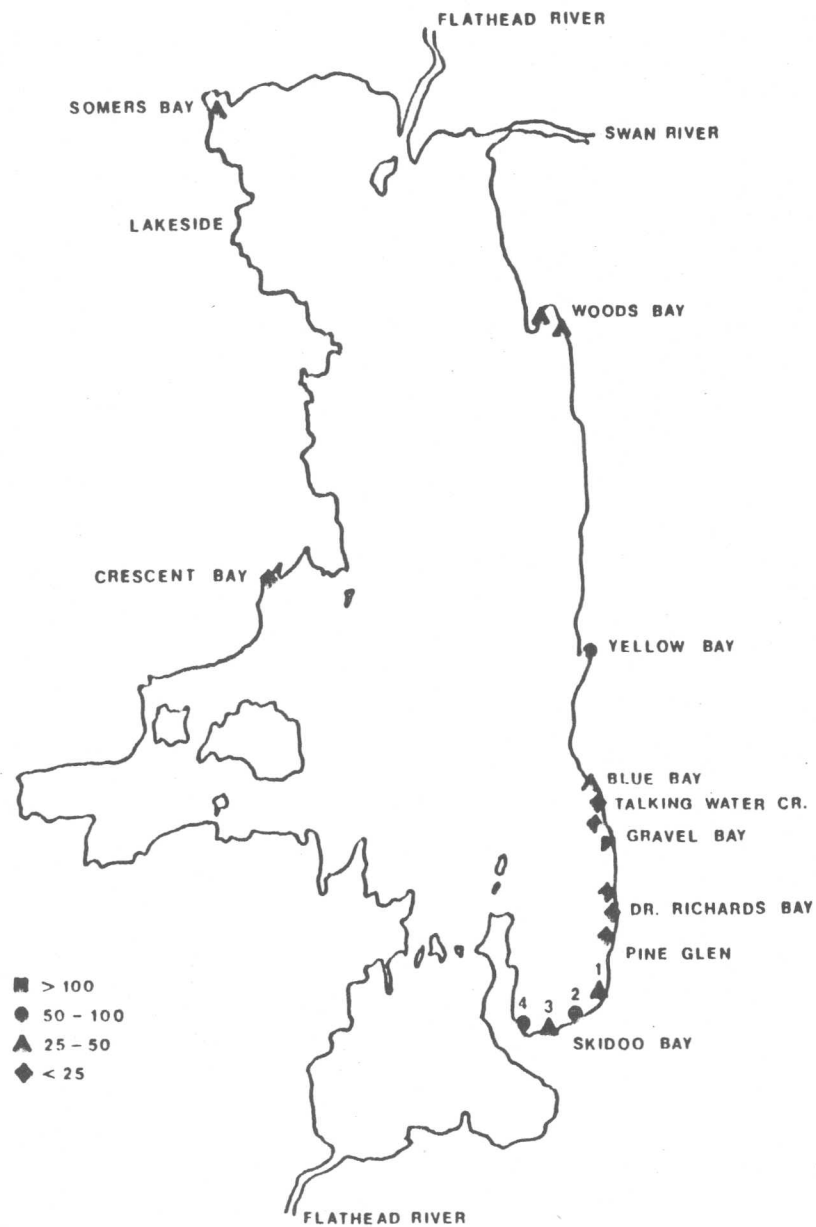 FLATHEAD RIVER
SOMERS BAY
SWAN RIVER
LAKESIDE
WOODS BAY
CRESCENT BAY
YELLOW BAY
BLUE BAY
TALKING WATER CR.
GRAVEL BAY
DR. RICHARDS BAY
PINE GLEN
1
2
3
4
SKIDOO BAY
> 100
50 - 100
25 - 50
< 25
FLATHEAD RIVER